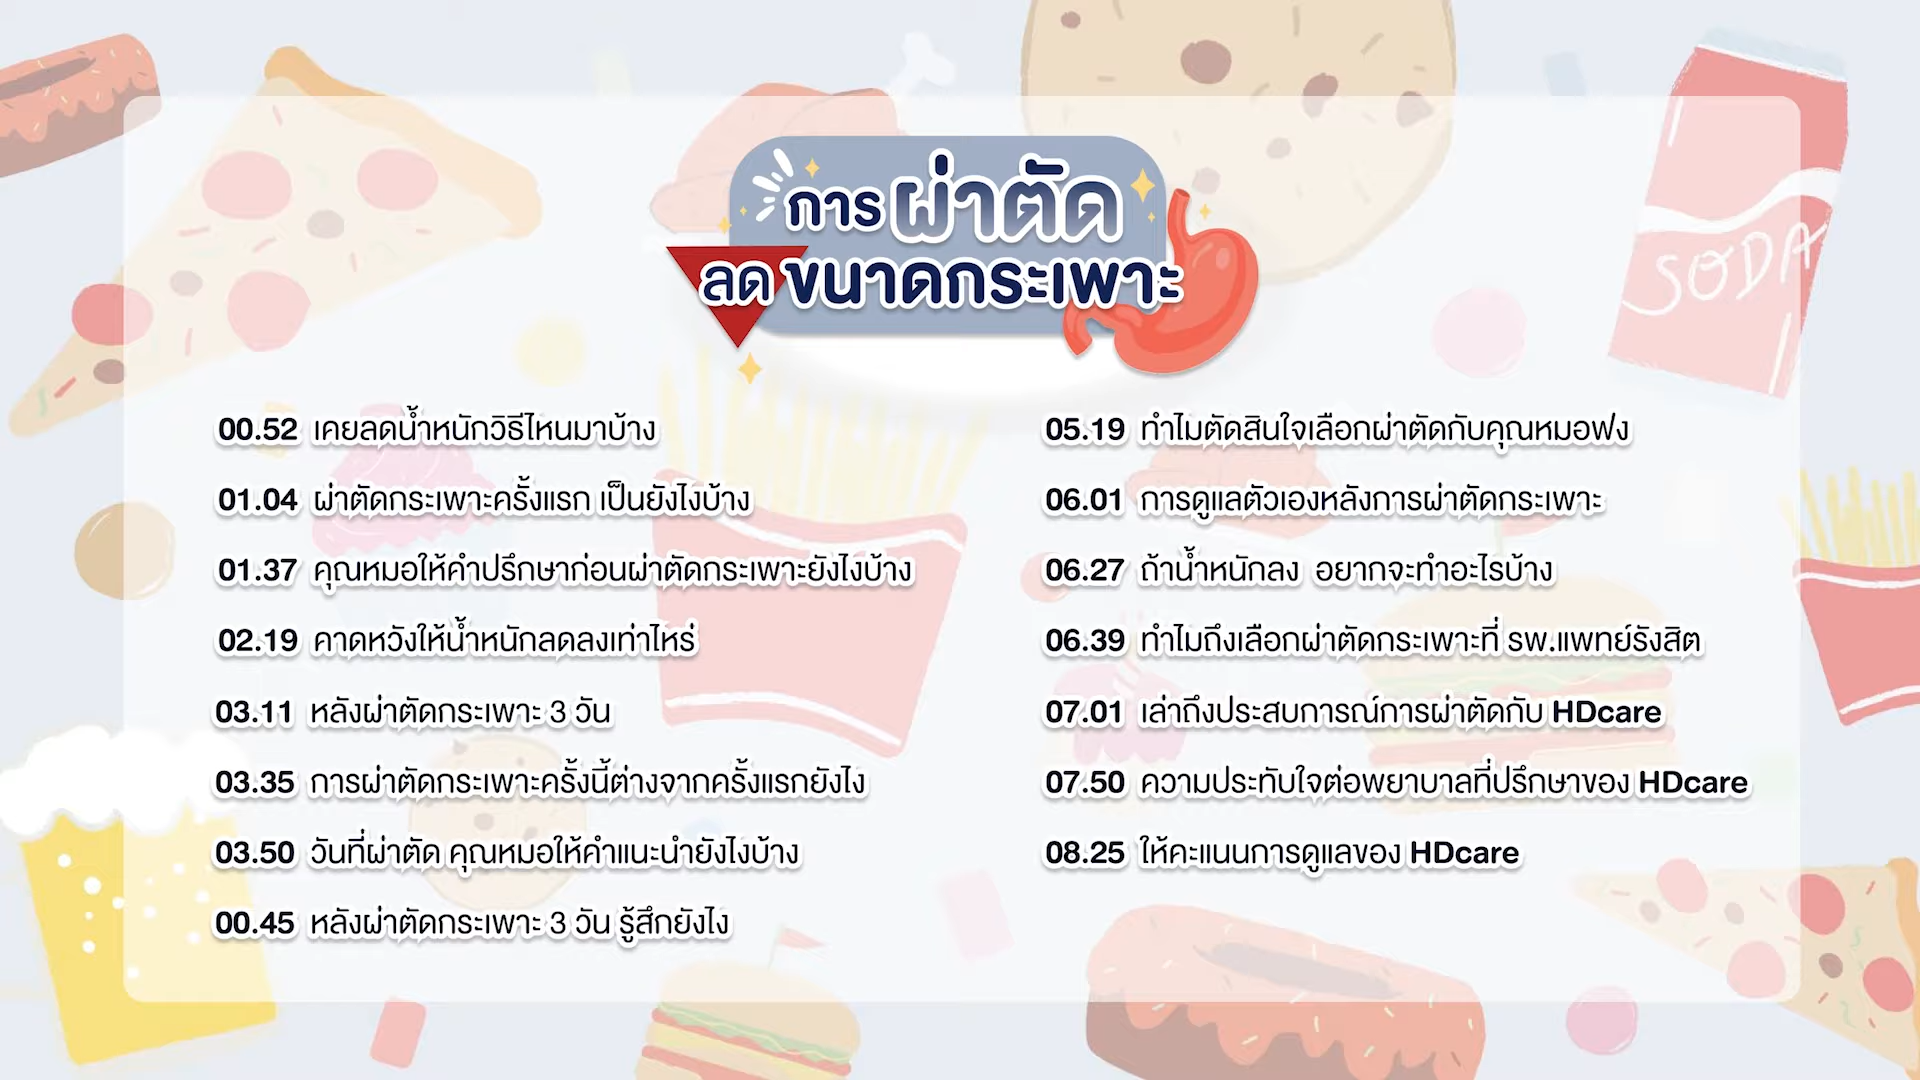 การผ่าตัด
ลดขนาดกระเพาะ
SODA
00.52 เคยลดน้ำหนักวิธีไหนมาบ้าง
01.04 ผ่าตัดกระเพาะครั้งแรก เป็นยังไงบ้าง
01.37 คุณหมอให้คำปรึกษาก่อนผ่าตัดกระเพาะยังไงบ้าง
02.19 คาดหวังให้น้ำหนักลดลงเท่าไหร่
03.11 หลังผ่าตัดกระเพาะ 3 วัน
03.35 การผ่าตัดกระเพาะครั้งนี้ต่างจากครั้งแรกยังไง
03.50 วันที่ผ่าตัด คุณหมอให้คำแนะนำยังไงบ้าง
00.45 หลังผ่าตัดกระเพาะ 3 วัน รู้สึกยังไง
05.19 ทำไมตัดสินใจเลือกผ่าตัดกับคุณหมอฟง
06.01 การดูแลตัวเองหลังการผ่าตัดกระเพาะ
06.27 ถ้าน้ำหนักลง อยากจะทำอะไรบ้าง
06.39 ทำไมถึงเลือกผ่าตัดกระเพาะที่ รพ.แพทย์รังสิต
07.01 เล่าถึงประสบการณ์การผ่าตัดกับ HDcare
07.50 ความประทับใจต่อพยาบาลที่ปรึกษาของ HDcare
08.25 ให้คะแนนการดูแลของ HDcare